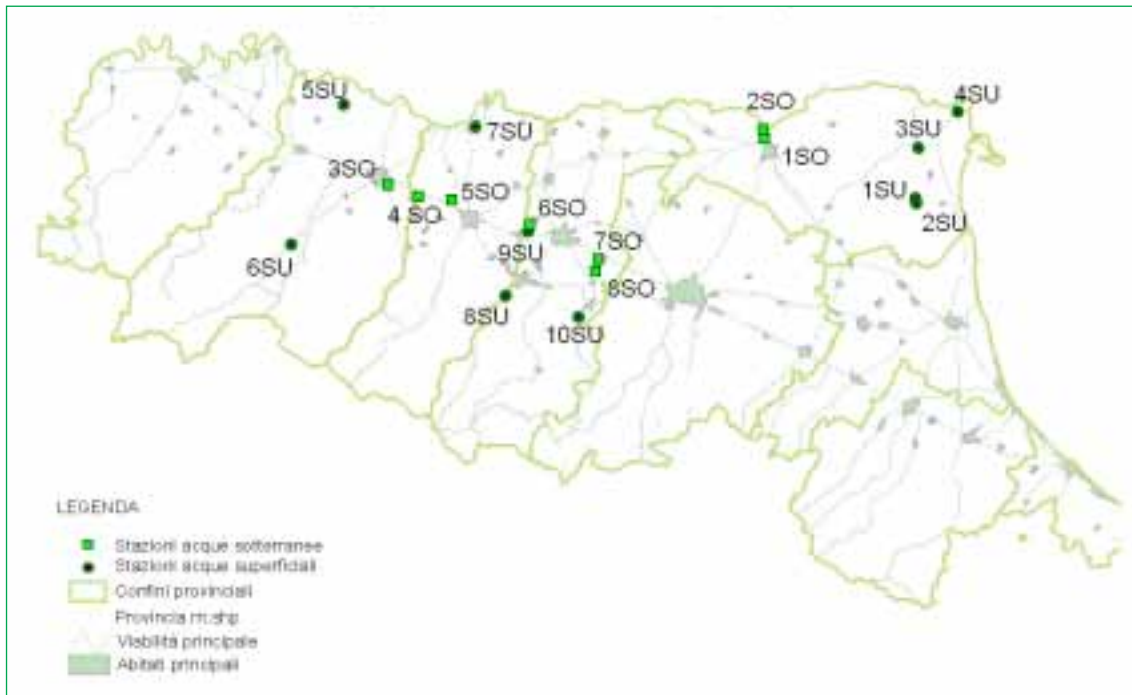 5SU
4SU
7SU
2SO
3SU
1SO
3SO
5SO
1SU
4 SO
6SO
2SU
9SU
7SO
6SU
8SO
8SU
10SU
LEGENDA
Stazioni acque sotterranee
Stazioni acque superficiali
Confini provinciali
Provincia rn.shp
Viabilità principale
Abitati principali